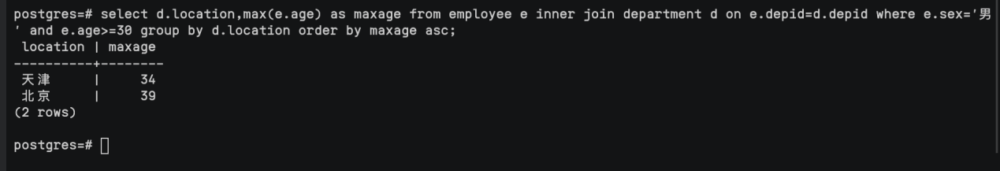 postgres=# select d.location,max(e.age) as maxage from employee e inner join department d on e.depid=d.depid where e.sex='男
' and e.age>=30 group by d.location order by maxage asc;
 location | maxage
----------+--------
 天津      |     34
 北京      |     39
(2 rows)
postgres=#